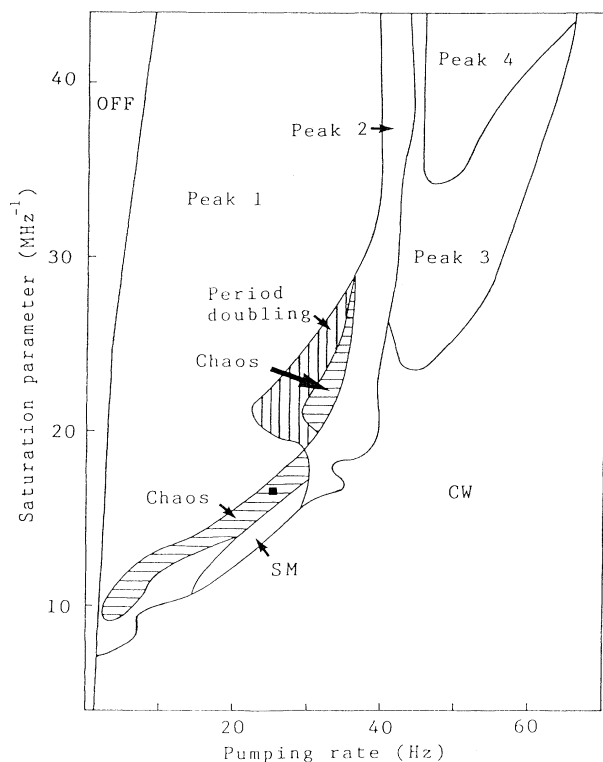 40
OFF
Peak 4
Peak 2
Peak 1
30
Peak 3
Period
doubling
Chaos
20
Chaos
CW
SM
10
20
40
60
Pumping rate (Hz)
Saturation parameter (MHz⁻¹)